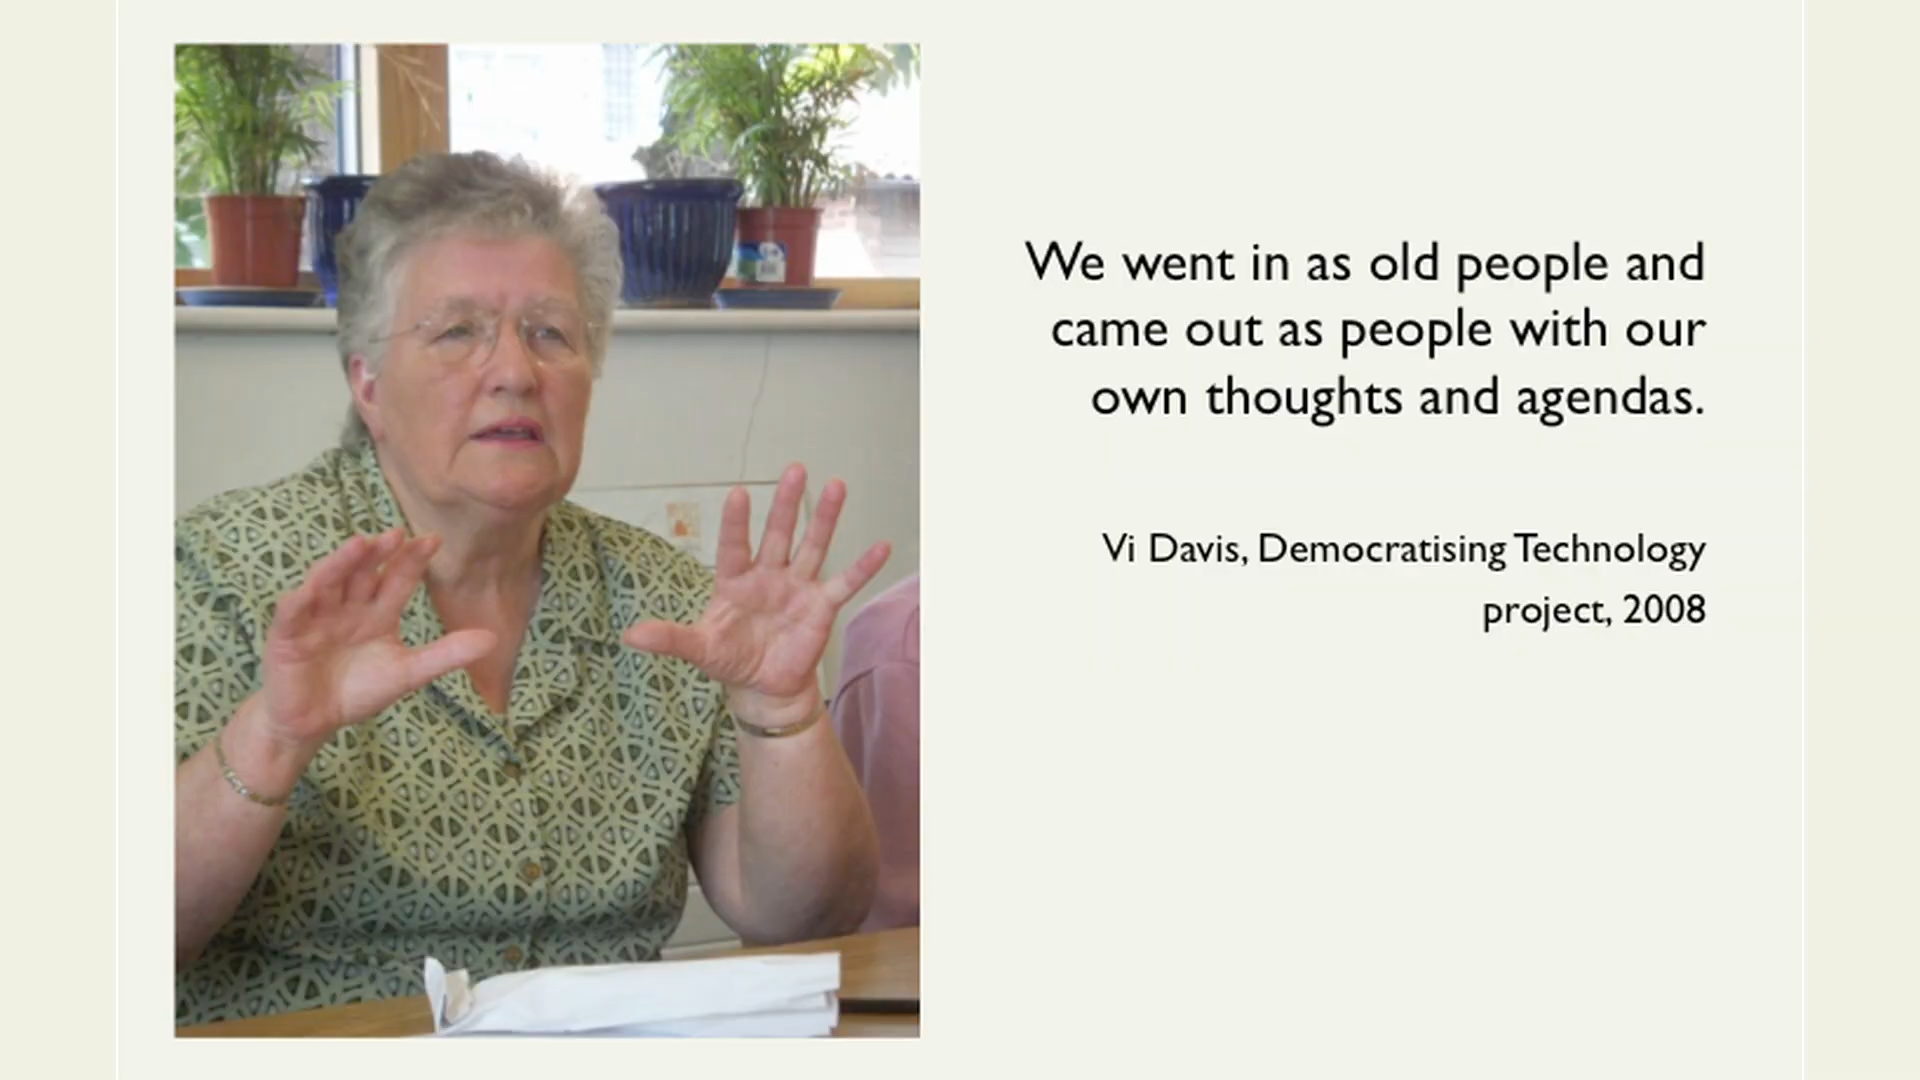 We went in as old people and
came out as people with our
own thoughts and agendas.
Vi Davis, Democratising Technology
project, 2008